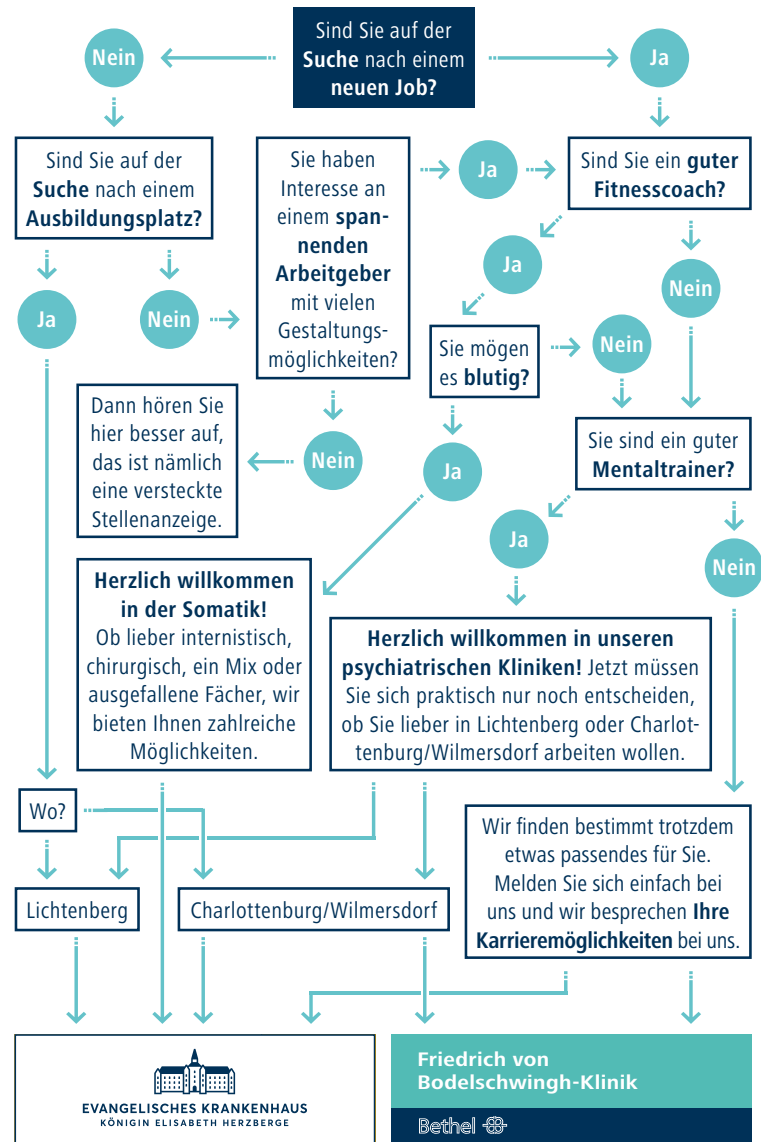 Sind Sie auf der
Suche nach einem
neuen Job?
Nein
Ja
Sind Sie auf der
Suche nach einem
Ausbildungsplatz?
Sie haben
Interesse an
einem span-
nenden
Arbeitgeber
mit vielen
Gestaltungs-
möglichkeiten?
Ja
Sind Sie ein guter
Fitnesscoach?
Ja
Nein
Ja
Nein
Sie mögen
es blutig?
Nein
Dann hören Sie
hier besser auf,
das ist nämlich
eine versteckte
Stellenanzeige.
Nein
Ja
Sie sind ein guter
Mentaltrainer?
Ja
Nein
Herzlich willkommen
in der Somatik!
Ob lieber internistisch,
chirurgisch, ein Mix oder
ausgefallene Fächer, wir
bieten Ihnen zahlreiche
Möglichkeiten.
Herzlich willkommen in unseren
psychiatrischen Kliniken! Jetzt müssen
Sie sich praktisch nur noch entscheiden,
ob Sie lieber in Lichtenberg oder Charlot-
tenburg/Wilmersdorf arbeiten wollen.
Wo?
Wir finden bestimmt trotzdem
etwas passendes für Sie.
Melden Sie sich einfach bei
uns und wir besprechen Ihre
Karrieremöglichkeiten bei uns.
Lichtenberg
Charlottenburg/Wilmersdorf
EVANGELISCHES KRANKENHAUS
KÖNIGIN ELISABETH HERZBERGE
Friedrich von
Bodelschwingh-Klinik
Bethel